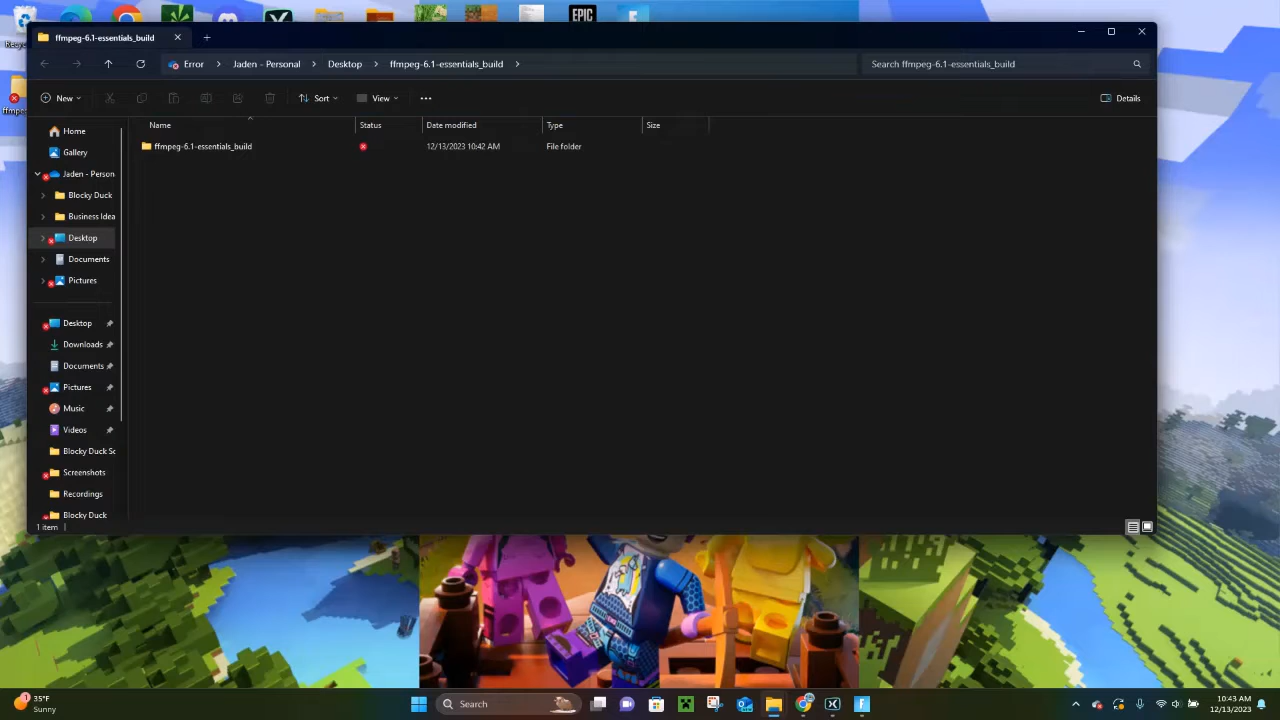 EPIC
Recyc
ffmpe
ffmpeg-6.1-essentials_build
Error
Jaden - Personal
Desktop
ffmpeg-6.1-essentials_build
Search ffmpeg-6.1-essentials_build
New
Sort
View
Details
Name
Status
Date modified
Type
Size
ffmpeg-6.1-essentials_build
12/13/2023 10:42 AM
File folder
Home
Gallery
Jaden - Person
Blocky Duck
Business Idea
Desktop
Documents
Pictures
Desktop
Downloads
Documents
Pictures
Music
Videos
Blocky Duck Sc
Screenshots
Recordings
Blocky Duck
1 item
1
35°F
Sunny
Search
10:43 AM
12/13/2023